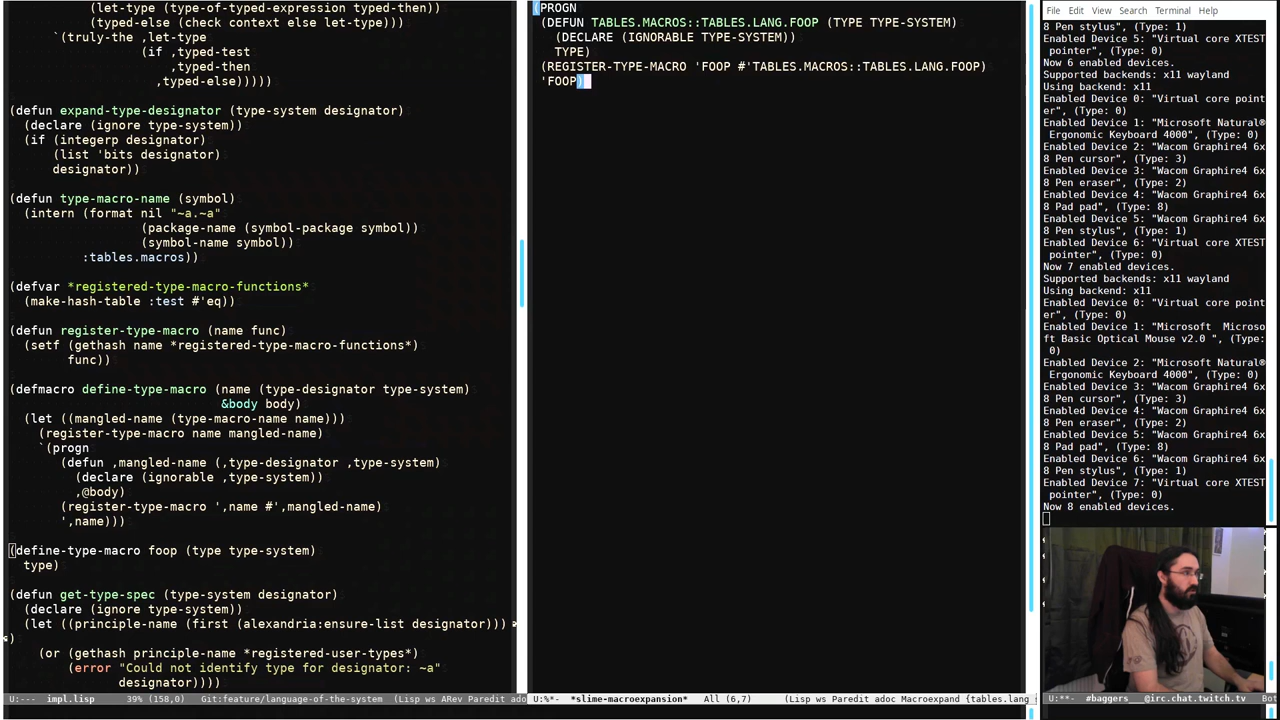 (let-type (type-of-typed-expression typed-then))
(typed-else (check context else let-type)))
`(truly-the ,let-type
(if ,typed-test
,typed-then
,typed-else)))))
(defun expand-type-designator (type-system designator)
(declare (ignore type-system))
(if (integerp designator)
(list 'bits designator)
designator))
(defun type-macro-name (symbol)
(intern (format nil "~a.~a"
(package-name (symbol-package symbol))
(symbol-name symbol))
:tables.macros))
(defvar *registered-type-macro-functions*
(make-hash-table :test #'eq))
(defun register-type-macro (name func)
(setf (gethash name *registered-type-macro-functions*)
func))
(defmacro define-type-macro (name (type-designator type-system)
&body body)
(let ((mangled-name (type-macro-name name)))
(register-type-macro name mangled-name)
`(progn
(defun ,mangled-name (,type-designator ,type-system)
(declare (ignorable ,type-system))
,@body)
(register-type-macro ',name #',mangled-name)
',name)))
(define-type-macro foop (type type-system)
type)
(defun get-type-spec (type-system designator)
(declare (ignore type-system))
(let ((principle-name (first (alexandria:ensure-list designator)))
)
(or (gethash principle-name *registered-user-types*)
(error "Could not identify type for designator: ~a"
designator))))
U:--- impl.lisp 39% (158,0) Git:feature/language-of-the-system (Lisp ws ARev Paredit ado
(PROGN
(DEFUN TABLES.MACROS::TABLES.LANG.FOOP (TYPE TYPE-SYSTEM)
(DECLARE (IGNORABLE TYPE-SYSTEM))
TYPE)
(REGISTER-TYPE-MACRO 'FOOP #'TABLES.MACROS::TABLES.LANG.FOOP)
'FOOP)
U:%*- *slime-macroexpansion* All (6,7) (Lisp ws Paredit adoc Macroexpand {tables.lang
File Edit View Search Terminal Help
8 Pen stylus", (Type: 1)
Enabled Device 5: "Virtual core XTEST
pointer", (Type: 0)
Now 6 enabled devices.
Supported backends: x11 wayland
Using backend: x11
Enabled Device 0: "Virtual core point
er", (Type: 0)
Enabled Device 1: "Microsoft Natural®
Ergonomic Keyboard 4000", (Type: 0)
Enabled Device 2: "Wacom Graphire4 6x
8 Pen cursor", (Type: 3)
Enabled Device 3: "Wacom Graphire4 6x
8 Pen eraser", (Type: 2)
Enabled Device 4: "Wacom Graphire4 6x
8 Pad pad", (Type: 8)
Enabled Device 5: "Wacom Graphire4 6x
8 Pen stylus", (Type: 1)
Enabled Device 6: "Virtual core XTEST
pointer", (Type: 0)
Now 7 enabled devices.
Supported backends: x11 wayland
Using backend: x11
Enabled Device 0: "Virtual core point
er", (Type: 0)
Enabled Device 1: "Microsoft Microso
ft Basic Optical Mouse v2.0 ", (Type:
0)
Enabled Device 2: "Microsoft Natural®
Ergonomic Keyboard 4000", (Type: 0)
Enabled Device 3: "Wacom Graphire4 6x
8 Pen cursor", (Type: 3)
Enabled Device 4: "Wacom Graphire4 6x
8 Pen eraser", (Type: 2)
Enabled Device 5: "Wacom Graphire4 6x
8 Pad pad", (Type: 8)
Enabled Device 6: "Wacom Graphire4 6x
8 Pen stylus", (Type: 1)
Enabled Device 7: "Virtual core XTEST
pointer", (Type: 0)
Now 8 enabled devices.
U:**- #baggers__@irc.chat.twitch.tv Bot